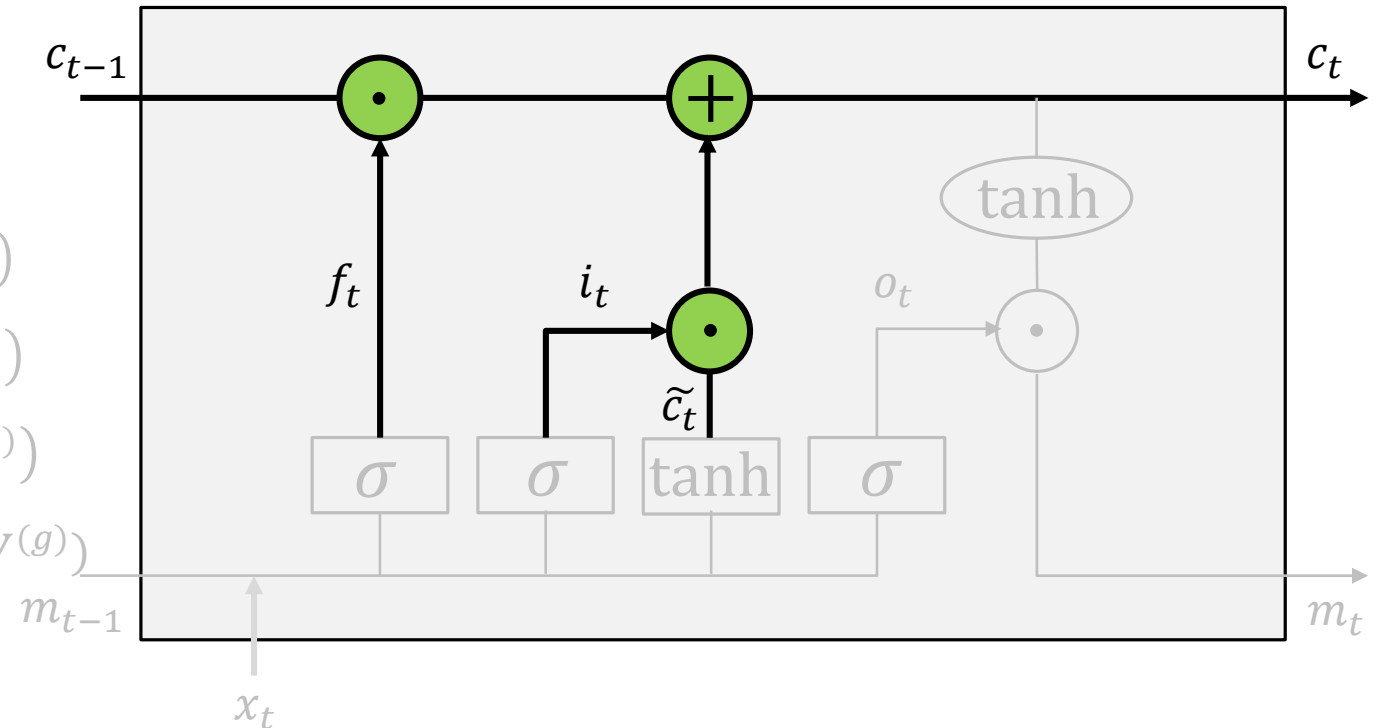 c_{t−1}
·
+
c_t
)
tanh
f_t
i_t
o_t
)
·
·
c̃_t
)
)
σ
σ
tanh
σ
(g)
)
m_{t−1}
m_t
x_t